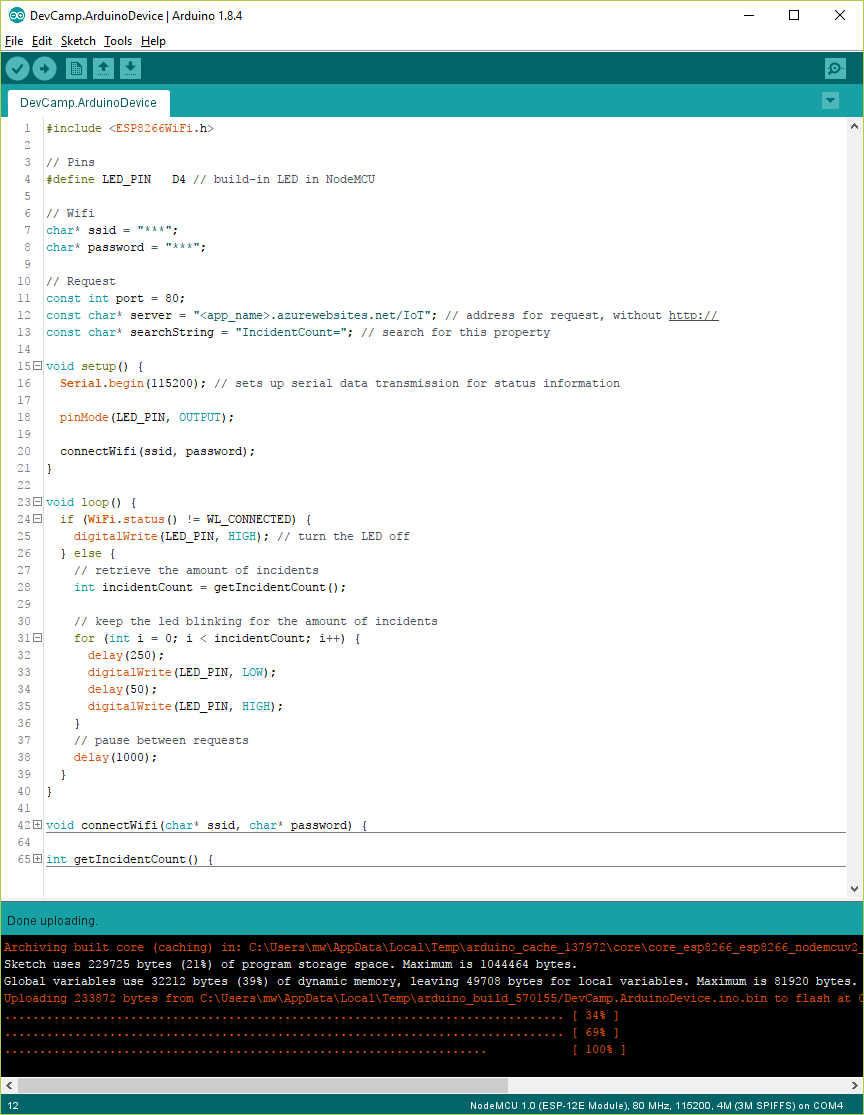 DevCamp.ArduinoDevice | Arduino 1.8.4
File Edit Sketch Tools Help
DevCamp.ArduinoDevice
1 #include <ESP8266WiFi.h>
2
3 // Pins
4 #define LED_PIN   D4 // build-in LED in NodeMCU
5
6 // Wifi
7 char* ssid = "***";
8 char* password = "***";
9
10 // Request
11 const int port = 80;
12 const char* server = "<app_name>.azurewebsites.net/IoT"; // address for request, without http://
13 const char* searchString = "IncidentCount="; // search for this property
14
15 void setup() {
16   Serial.begin(115200); // sets up serial data transmission for status information
17
18   pinMode(LED_PIN, OUTPUT);
19
20   connectWifi(ssid, password);
21 }
22
23 void loop() {
24   if (WiFi.status() != WL_CONNECTED) {
25     digitalWrite(LED_PIN, HIGH); // turn the LED off
26   } else {
27     // retrieve the amount of incidents
28     int incidentCount = getIncidentCount();
29
30     // keep the led blinking for the amount of incidents
31     for (int i = 0; i < incidentCount; i++) {
32       delay(250);
33       digitalWrite(LED_PIN, LOW);
34       delay(50);
35       digitalWrite(LED_PIN, HIGH);
36     }
37     // pause between requests
38     delay(1000);
39   }
40 }
41
42 void connectWifi(char* ssid, char* password) {
64
65 int getIncidentCount() {
Done uploading.
Archiving built core (caching) in: C:\Users\mw\AppData\Local\Temp\arduino_cache_137972\core\core_esp8266_esp8266_nodemcuv2_
Sketch uses 229725 bytes (21%) of program storage space. Maximum is 1044464 bytes.
Global variables use 32212 bytes (39%) of dynamic memory, leaving 49708 bytes for local variables. Maximum is 81920 bytes.
Uploading 233872 bytes from C:\Users\mw\AppData\Local\Temp\arduino_build_570155/DevCamp.ArduinoDevice.ino.bin to flash at 0
................................................................................ [ 34% ]
................................................................................ [ 69% ]
.....................................................................            [ 100% ]
12 NodeMCU 1.0 (ESP-12E Module), 80 MHz, 115200, 4M (3M SPIFFS) on COM4